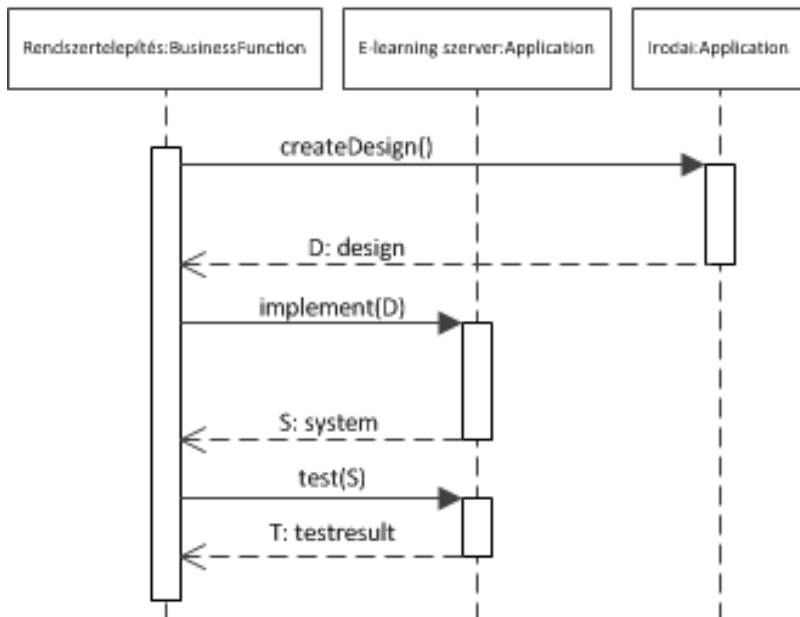 Rendszertelepítés:BusinessFunction
E-learning szerver:Application
Irodai:Application
createDesign()
D: design
implement(D)
S: system
test(S)
T: testresult